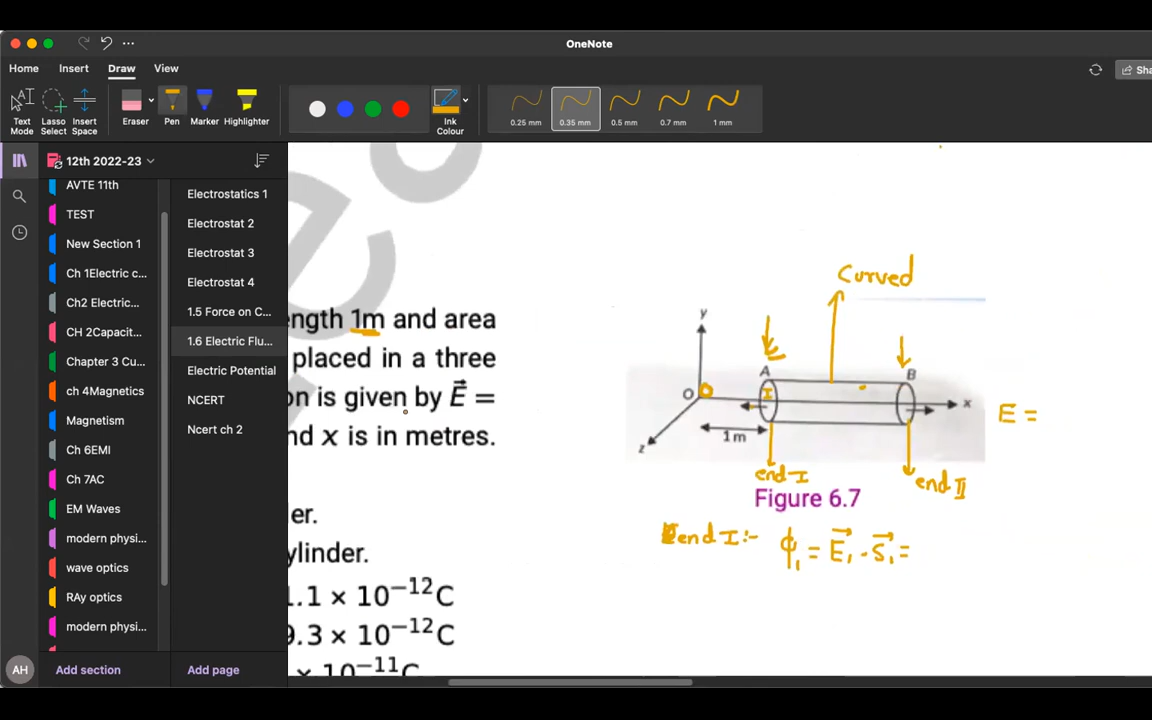 OneNote
Home Insert Draw View
Sha
Text Mode
Lasso Select
Insert Space
Eraser
Pen
Marker
Highlighter
Ink Colour
0.25 mm
0.35 mm
0.5 mm
0.7 mm
1 mm
12th 2022-23
AVTE 11th
TEST
New Section 1
Ch 1Electric c...
Ch2 Electric...
CH 2Capacit...
Chapter 3 Cu...
ch 4Magnetics
Magnetism
Ch 6EMI
Ch 7AC
EM Waves
modern physi...
wave optics
RAy optics
modern physi...
Add section
Electrostatics 1
Electrostat 2
Electrostat 3
Electrostat 4
1.5 Force on C...
1.6 Electric Flu...
Electric Potential
NCERT
Ncert ch 2
Add page
AH
ength 1m and area
placed in a three
on is given by E⃗ =
nd x is in metres.
er.
ylinder.
1.1 × 10⁻¹²C
9.3 × 10⁻¹²C
× 10⁻¹¹C
Curved
y
A
B
O
I
x
E =
1m
z
end I
end II
Figure 6.7
end I:- ϕ₁ = E⃗₁ . S⃗₁ =